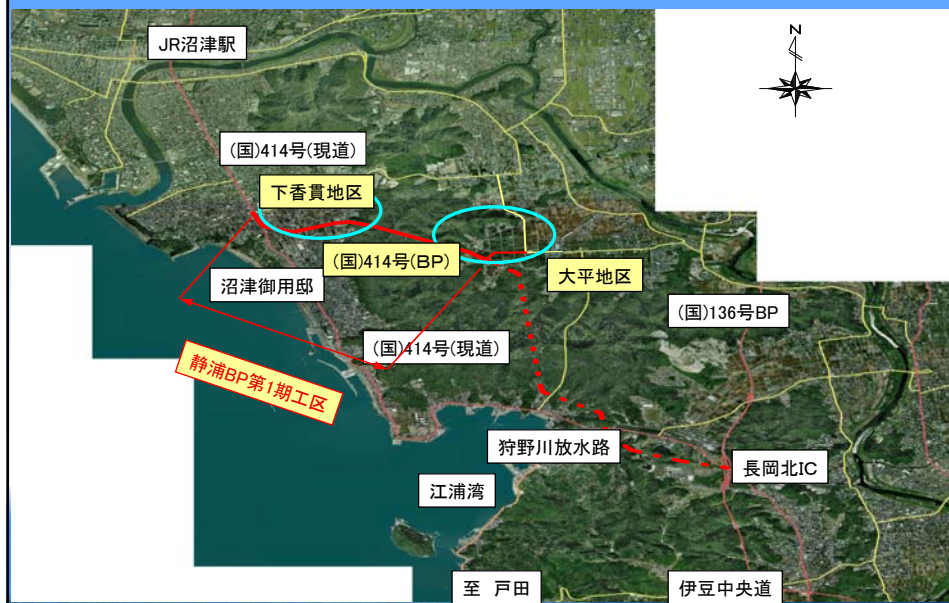 N
JR沼津駅
(国)414号(現道)
下香貫地区
(国)414号(BP)
大平地区
沼津御用邸
(国)136号BP
(国)414号(現道)
静浦BP第1期工区
狩野川放水路
長岡北IC
江浦湾
至 戸田
伊豆中央道